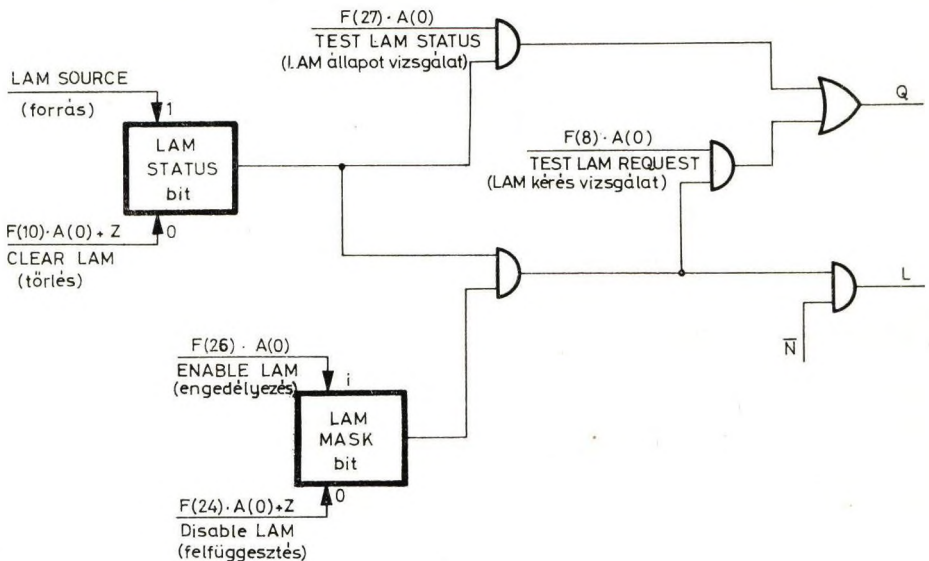 F(27)·A(0)
TEST LAM STATUS
(LAM állapot vizsgálat)
LAM SOURCE
(forrás)
1
LAM
STATUS
bit
F(10)·A(0)+Z
0
CLEAR LAM
(törlés)
Q
F(8)·A(0)
TEST LAM REQUEST
(LAM kérés vizsgálat)
L
N̅
F(26)·A(0)
ENABLE LAM
(engedélyezés)
i
LAM
MASK
bit
F(24)·A(0)+Z
0
Disable LAM
(felfüggesztés)